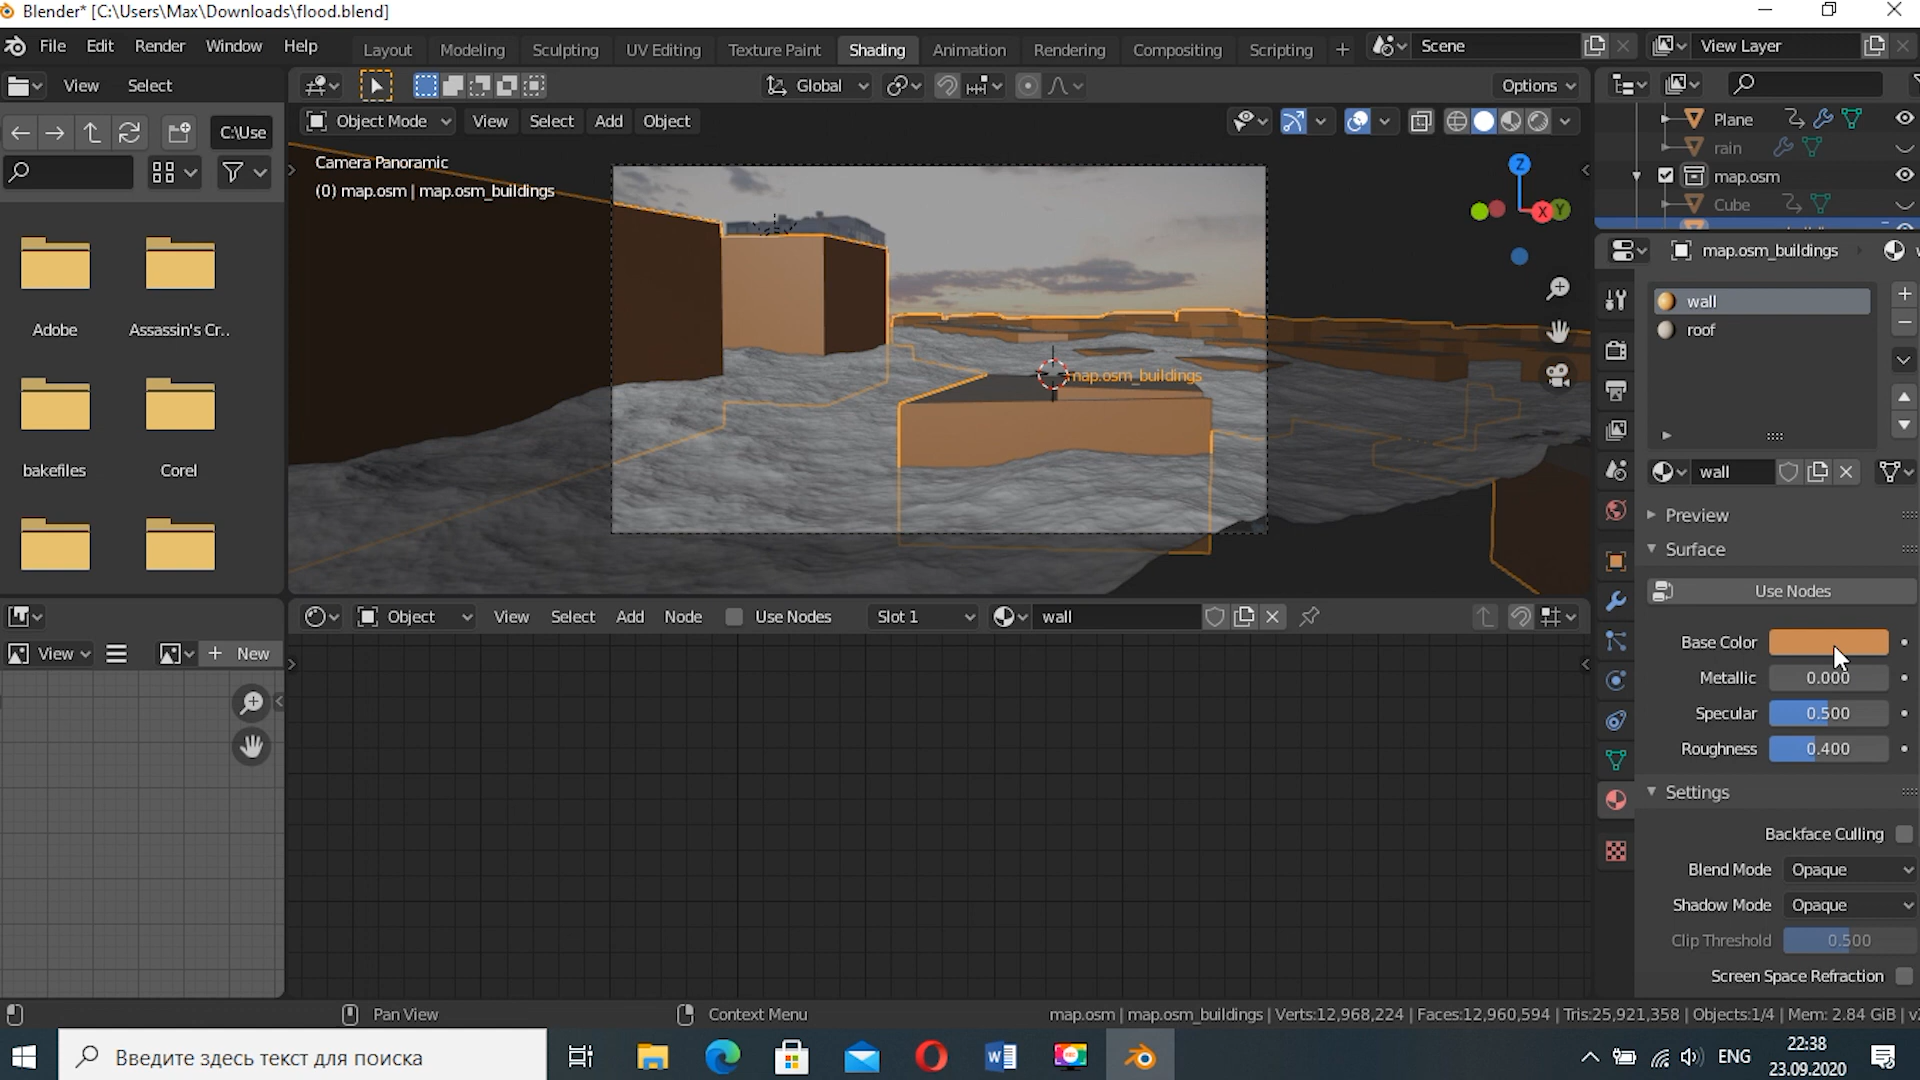 Blender* [C:\Users\Max\Downloads\flood.blend]
File Edit Render Window Help
Layout Modeling Sculpting UV Editing Texture Paint Shading Animation Rendering Compositing Scripting
Scene
View Layer
View Select
Global
Options
Object Mode View Select Add Object
C:\Use
Camera Panoramic
(0) map.osm | map.osm_buildings
map.osm_buildings
Z
X
Y
Adobe
Assassin's Cr..
bakefiles
Corel
Plane
rain
map.osm
Cube
map.osm_buildings
wall
roof
wall
Preview
Surface
Use Nodes
Base Color
Metallic 0.000
Specular 0.500
Roughness 0.400
Settings
Backface Culling
Blend Mode Opaque
Shadow Mode Opaque
Clip Threshold 0.500
Screen Space Refraction
Object View Select Add Node Use Nodes Slot 1 wall
View New
Pan View
Context Menu
map.osm | map.osm_buildings | Verts:12,968,224 | Faces:12,960,594 | Tris:25,921,358 | Objects:1/4 | Mem: 2.84 GiB |
Введите здесь текст для поиска
ENG
22:38
23.09.2020